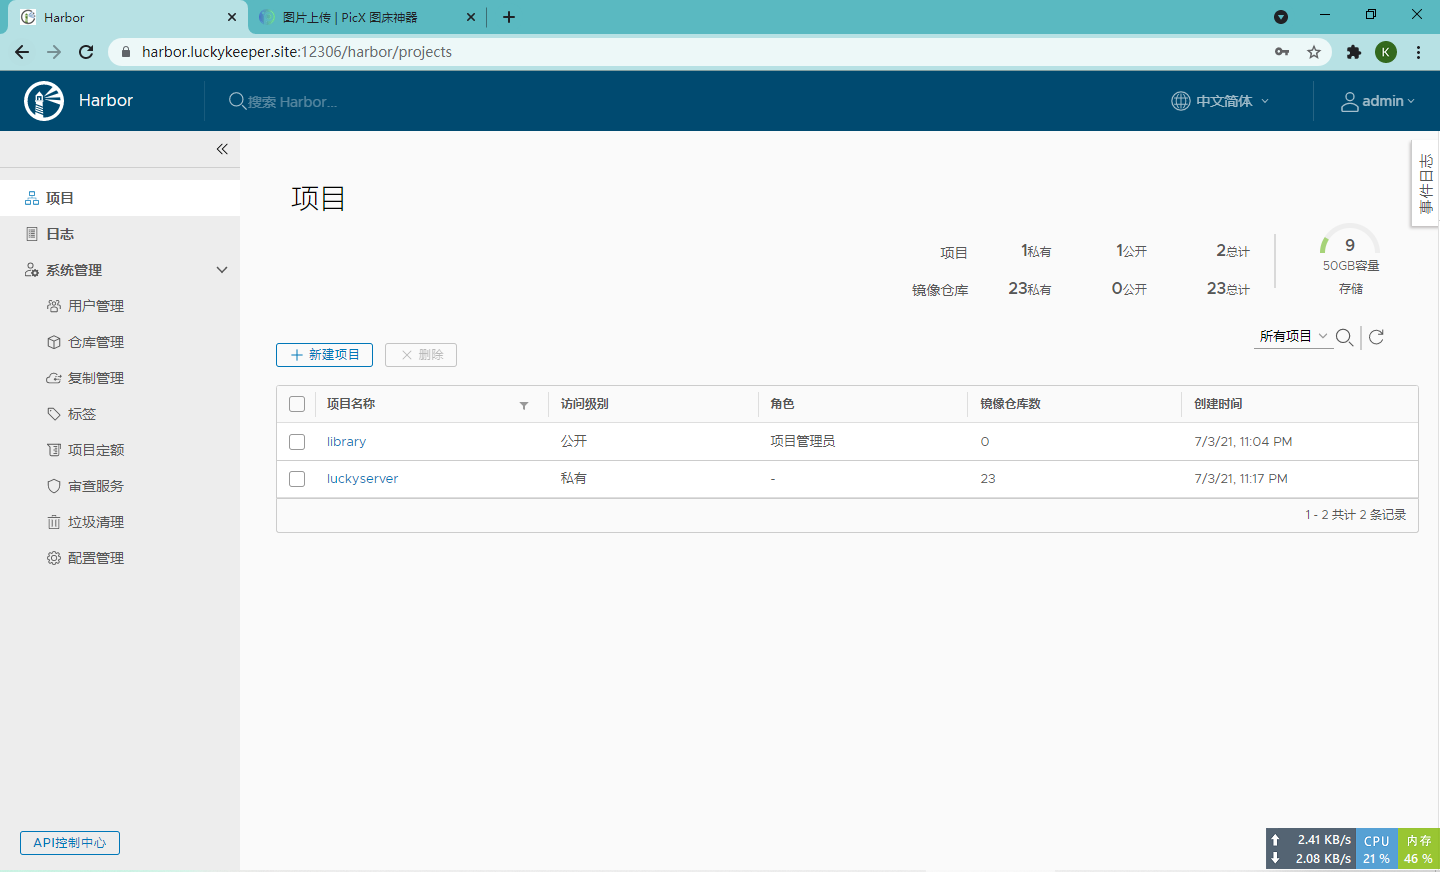 Harbor
图片上传 | PicX 图床神器
harbor.luckykeeper.site:12306/harbor/projects
K
Harbor
搜索 Harbor...
中文简体
admin
事件日志
项目
日志
系统管理
用户管理
仓库管理
复制管理
标签
项目定额
审查服务
垃圾清理
配置管理
API控制中心
项目
项目 1私有 1公开 2总计
镜像仓库 23私有 0公开 23总计
9
50GB容量
存储
所有项目
新建项目 删除
项目名称 访问级别 角色 镜像仓库数 创建时间
library 公开 项目管理员 0 7/3/21, 11:04 PM
luckyserver 私有 - 23 7/3/21, 11:17 PM
1 - 2 共计 2 条记录
2.41 KB/s CPU 内存
2.08 KB/s 21 % 46 %